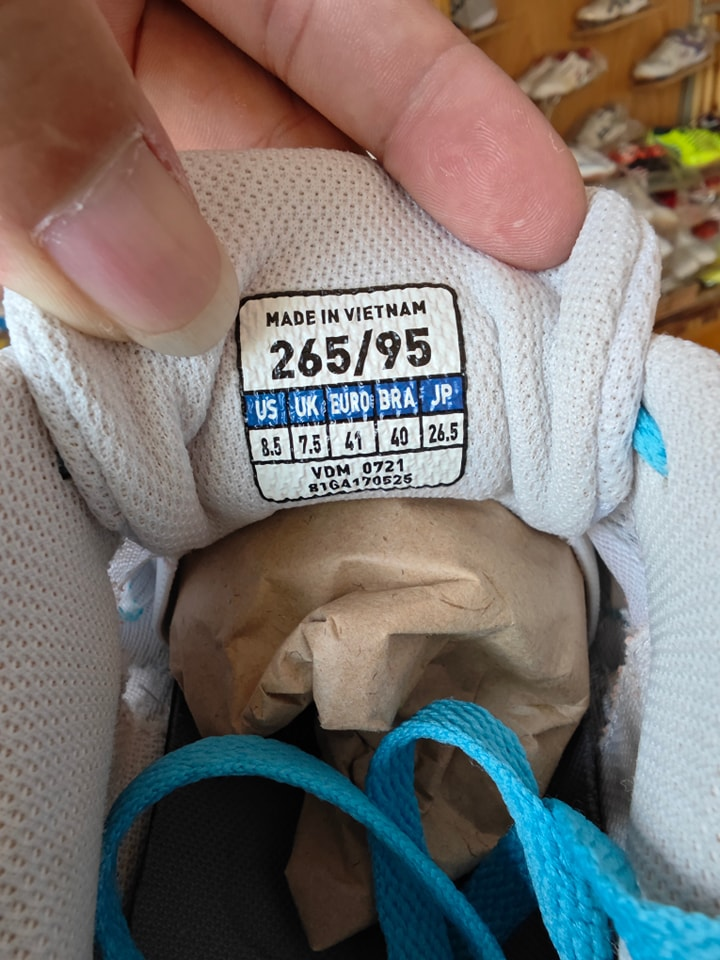 MADE IN VIETNAM
265/95
US UK EURO BRA JP
8.5 7.5 41 40 26.5
VDM 0721
81GA170525